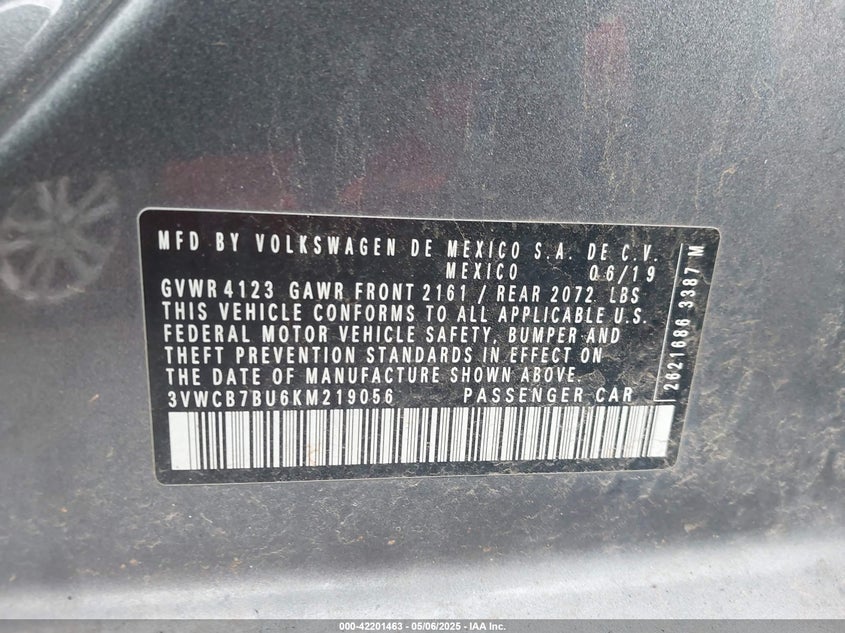 MFD BY VOLKSWAGEN DE MEXICO S.A. DE C.V.
MEXICO 06/19
GVWR 4123 GAWR FRONT 2161 / REAR 2072 LBS
THIS VEHICLE CONFORMS TO ALL APPLICABLE U.S.
FEDERAL MOTOR VEHICLE SAFETY, BUMPER AND
THEFT PREVENTION STANDARDS IN EFFECT ON
THE DATE OF MANUFACTURE SHOWN ABOVE.
3VWCB7BU6KM219056 PASSENGER CAR
2621686 3387 M
000-42201463 - 05/06/2025 - IAA Inc.